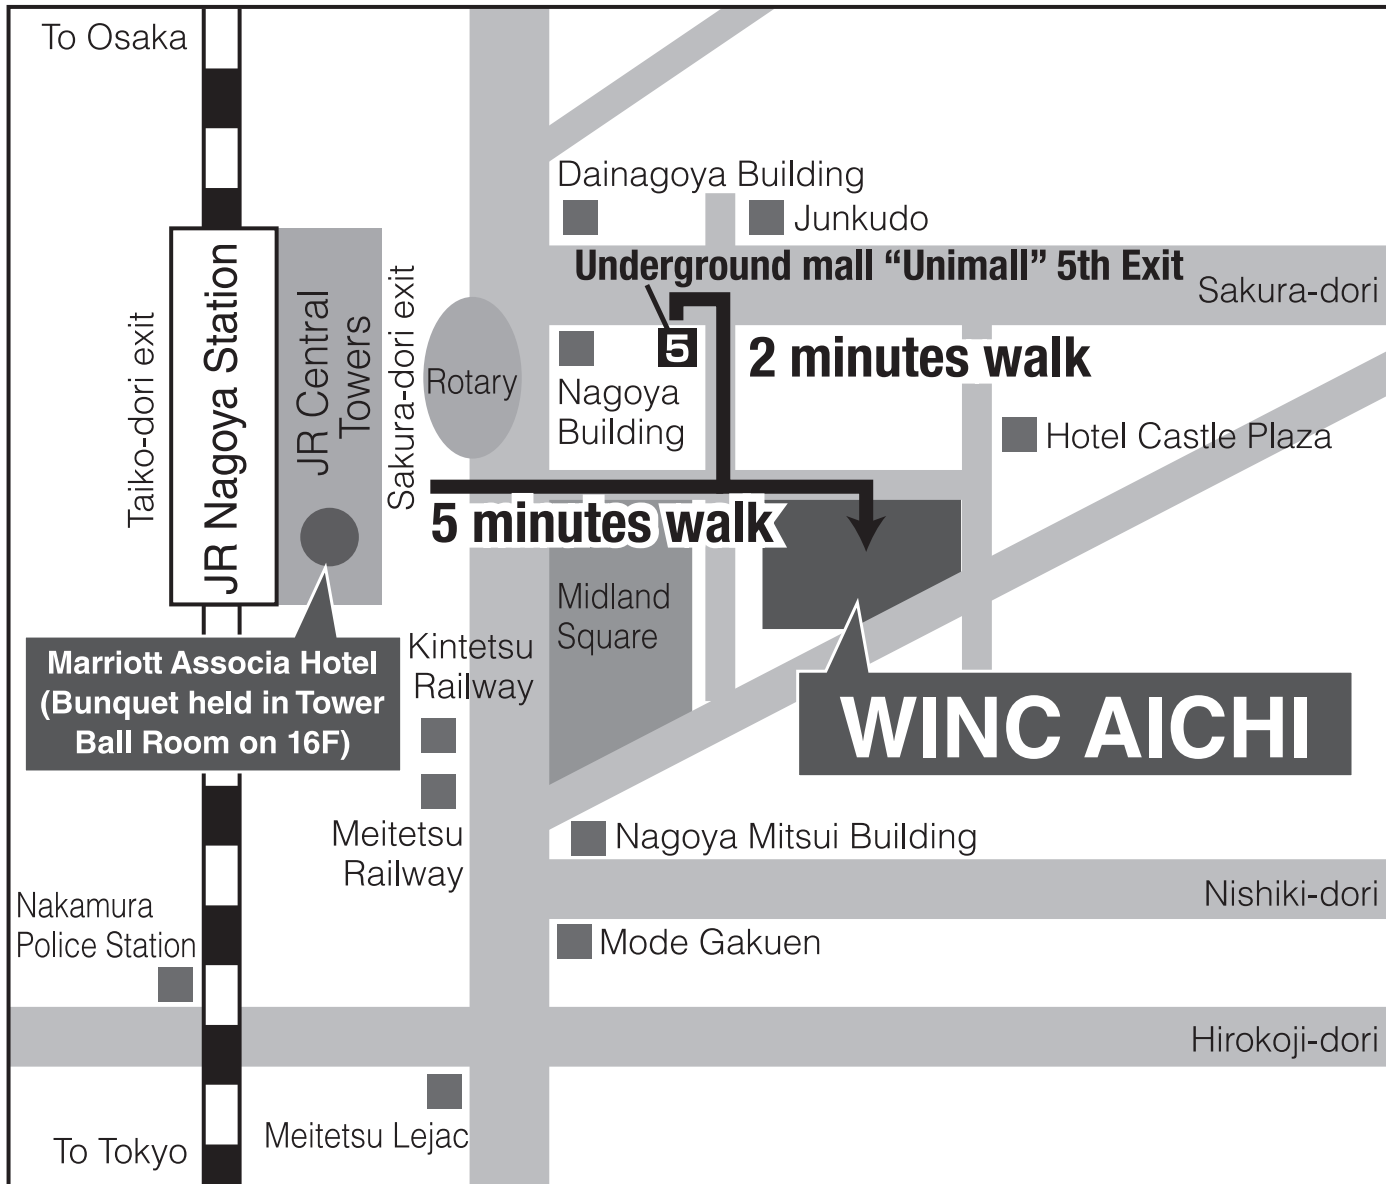 To Osaka
Dainagoya Building
Junkudo
Underground mall “Unimall” 5th Exit
Sakura-dori
Taiko-dori exit
JR Nagoya Station
JR Central
Towers
Sakura-dori exit
Rotary
5
2 minutes walk
Nagoya
Building
Hotel Castle Plaza
5 minutes walk
Midland
Square
Kintetsu
Railway
Marriott Associa Hotel
(Bunquet held in Tower
Ball Room on 16F)
WINC AICHI
Meitetsu
Railway
Nagoya Mitsui Building
Nishiki-dori
Nakamura
Police Station
Mode Gakuen
Hirokoji-dori
Meitetsu Lejac
To Tokyo